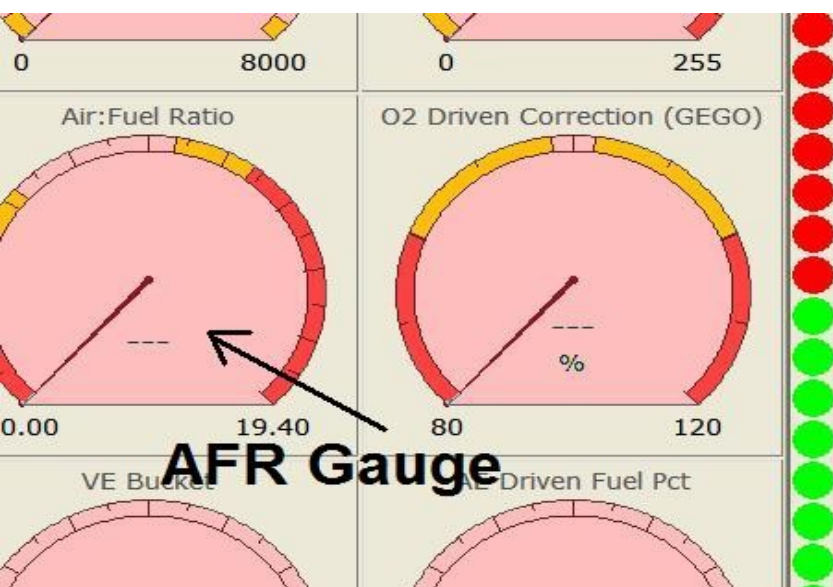 0 8000 0 255
Air:Fuel Ratio
O2 Driven Correction (GEGO)
---
---
%
0.00 19.40
80 120
AFR Gauge
VE Bucket
AE Driven Fuel Pct